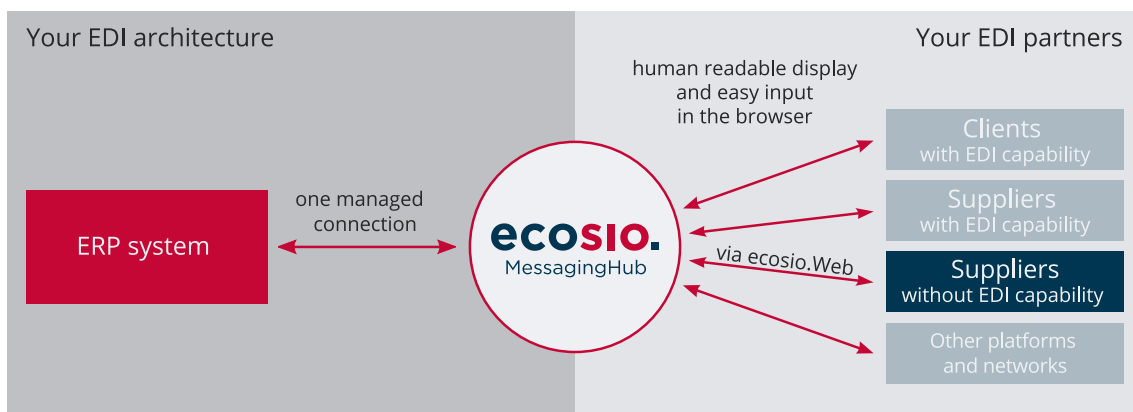 Your EDI architecture
Your EDI partners
human readable display
and easy input
in the browser
Clients
with EDI capability
one managed
connection
ERP system
ecosio.
MessagingHub
Suppliers
with EDI capability
via ecosio.Web
Suppliers
without EDI capability
Other platforms
and networks